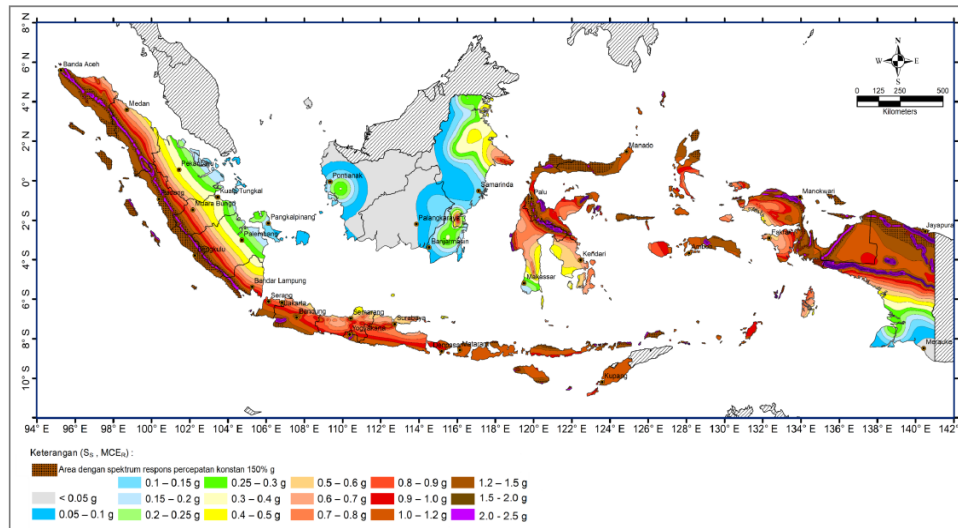 8° N
6° N
4° N
2° N
0°
2° S
4° S
6° S
8° S
10° S
N
W E
S
0 125 250 500
Kilometers
Banda Aceh
Medan
Pekanbaru
Kuala Tungkal
Padang
Muara Bungo
Pangkalpinang
Palembang
Bengkulu
Bandar Lampung
Serang
Jakarta
Bandung
Semarang
Yogyakarta
Surabaya
Denpasar
Mataram
Kupang
Pontianak
Samarinda
Palangkaraya
Banjarmasin
Manado
Palu
Kendari
Makassar
Ambon
Manokwari
Fakfak
Jayapura
Merauke
94° E 96° E 98° E 100° E 102° E 104° E 106° E 108° E 110° E 112° E 114° E 116° E 118° E 120° E 122° E 124° E 126° E 128° E 130° E 132° E 134° E 136° E 138° E 140° E 142° E
Keterangan (SS , MCER) :
Area dengan spektrum respons percepatan konstan 150% g
0.1 – 0.15 g 0.25 – 0.3 g 0.5 – 0.6 g 0.8 – 0.9 g 1.2 – 1.5 g
< 0.05 g 0.15 – 0.2 g 0.3 – 0.4 g 0.6 – 0.7 g 0.9 – 1.0 g 1.5 - 2.0 g
0.05 – 0.1 g 0.2 – 0.25 g 0.4 – 0.5 g 0.7 – 0.8 g 1.0 – 1.2 g 2.0 - 2.5 g